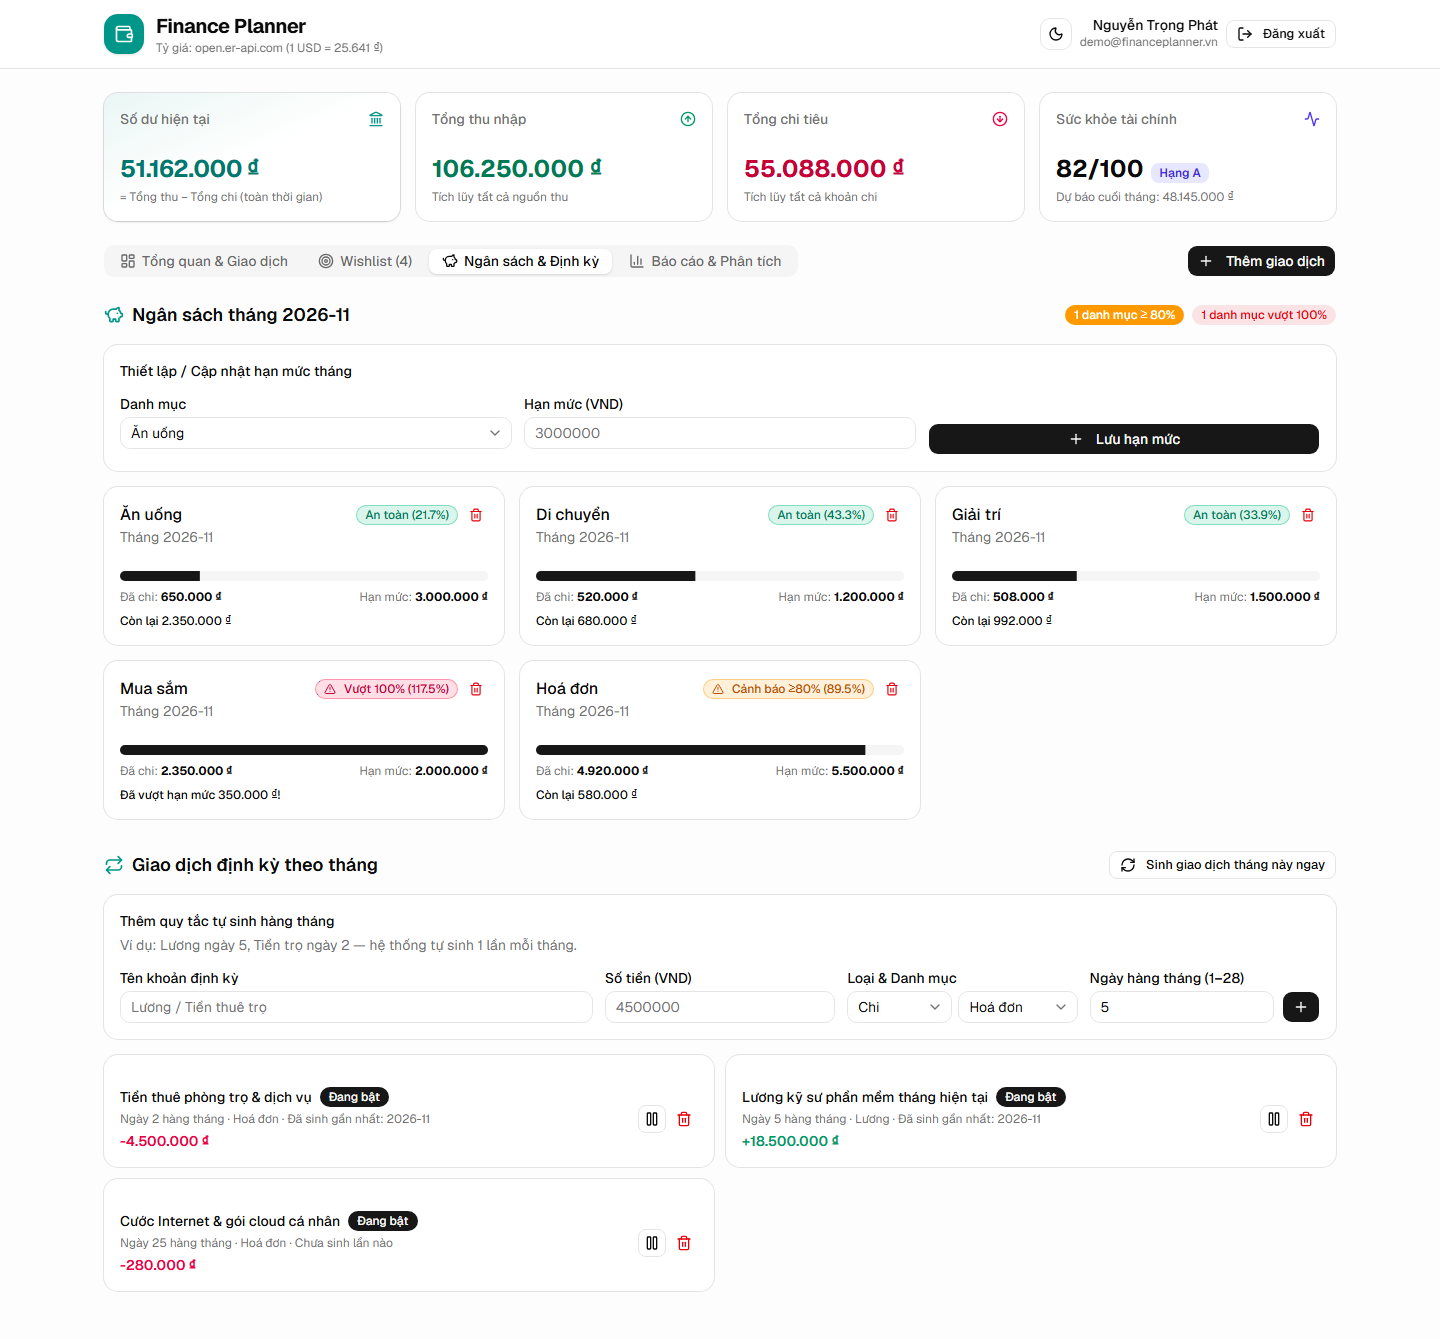 Finance Planner
Tỷ giá: open.er-api.com (1 USD = 25.641 ₫)
Nguyễn Trọng Phát
demo@financeplanner.vn
Đăng xuất
Số dư hiện tại
51.162.000 ₫
= Tổng thu − Tổng chi (toàn thời gian)
Tổng thu nhập
106.250.000 ₫
Tích lũy tất cả nguồn thu
Tổng chi tiêu
55.088.000 ₫
Tích lũy tất cả khoản chi
Sức khỏe tài chính
82/100 Hạng A
Dự báo cuối tháng: 48.145.000 ₫
Tổng quan & Giao dịch
Wishlist (4)
Ngân sách & Định kỳ
Báo cáo & Phân tích
Thêm giao dịch
Ngân sách tháng 2026-11
1 danh mục ≥ 80%
1 danh mục vượt 100%
Thiết lập / Cập nhật hạn mức tháng
Danh mục
Ăn uống
Hạn mức (VND)
3000000
Lưu hạn mức
Ăn uống
An toàn (21.7%)
Tháng 2026-11
Đã chi: 650.000 ₫
Hạn mức: 3.000.000 ₫
Còn lại 2.350.000 ₫
Di chuyển
An toàn (43.3%)
Tháng 2026-11
Đã chi: 520.000 ₫
Hạn mức: 1.200.000 ₫
Còn lại 680.000 ₫
Giải trí
An toàn (33.9%)
Tháng 2026-11
Đã chi: 508.000 ₫
Hạn mức: 1.500.000 ₫
Còn lại 992.000 ₫
Mua sắm
Vượt 100% (117.5%)
Tháng 2026-11
Đã chi: 2.350.000 ₫
Hạn mức: 2.000.000 ₫
Đã vượt hạn mức 350.000 ₫!
Hoá đơn
Cảnh báo ≥80% (89.5%)
Tháng 2026-11
Đã chi: 4.920.000 ₫
Hạn mức: 5.500.000 ₫
Còn lại 580.000 ₫
Giao dịch định kỳ theo tháng
Sinh giao dịch tháng này ngay
Thêm quy tắc tự sinh hàng tháng
Ví dụ: Lương ngày 5, Tiền trọ ngày 2 — hệ thống tự sinh 1 lần mỗi tháng.
Tên khoản định kỳ
Lương / Tiền thuê trọ
Số tiền (VND)
4500000
Loại & Danh mục
Chi
Hoá đơn
Ngày hàng tháng (1–28)
5
Tiền thuê phòng trọ & dịch vụ Đang bật
Ngày 2 hàng tháng · Hoá đơn · Đã sinh gần nhất: 2026-11
-4.500.000 ₫
Lương kỹ sư phần mềm tháng hiện tại Đang bật
Ngày 5 hàng tháng · Lương · Đã sinh gần nhất: 2026-11
+18.500.000 ₫
Cước Internet & gói cloud cá nhân Đang bật
Ngày 25 hàng tháng · Hoá đơn · Chưa sinh lần nào
-280.000 ₫